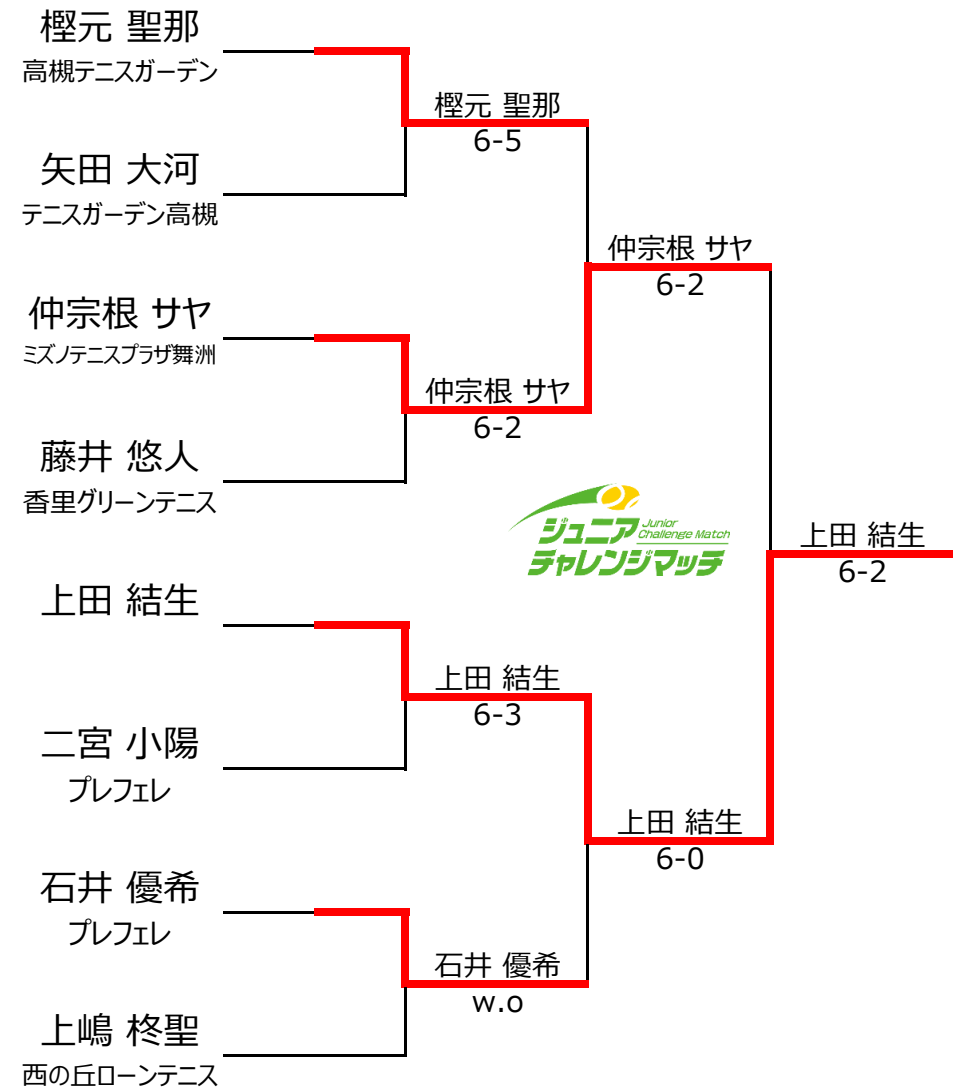 樫元 聖那
高槻テニスガーデン
樫元 聖那
6-5
矢田 大河
テニスガーデン高槻
仲宗根 サヤ
6-2
仲宗根 サヤ
ミズノテニスプラザ舞洲
仲宗根 サヤ
6-2
藤井 悠人
香里グリーンテニス
ジュニア
Junior
Challenge Match
チャレンジマッチ
上田 結生
6-2
上田 結生
上田 結生
6-3
二宮 小陽
プレフェレ
上田 結生
6-0
石井 優希
プレフェレ
石井 優希
w.o
上嶋 柊聖
西の丘ローンテニス